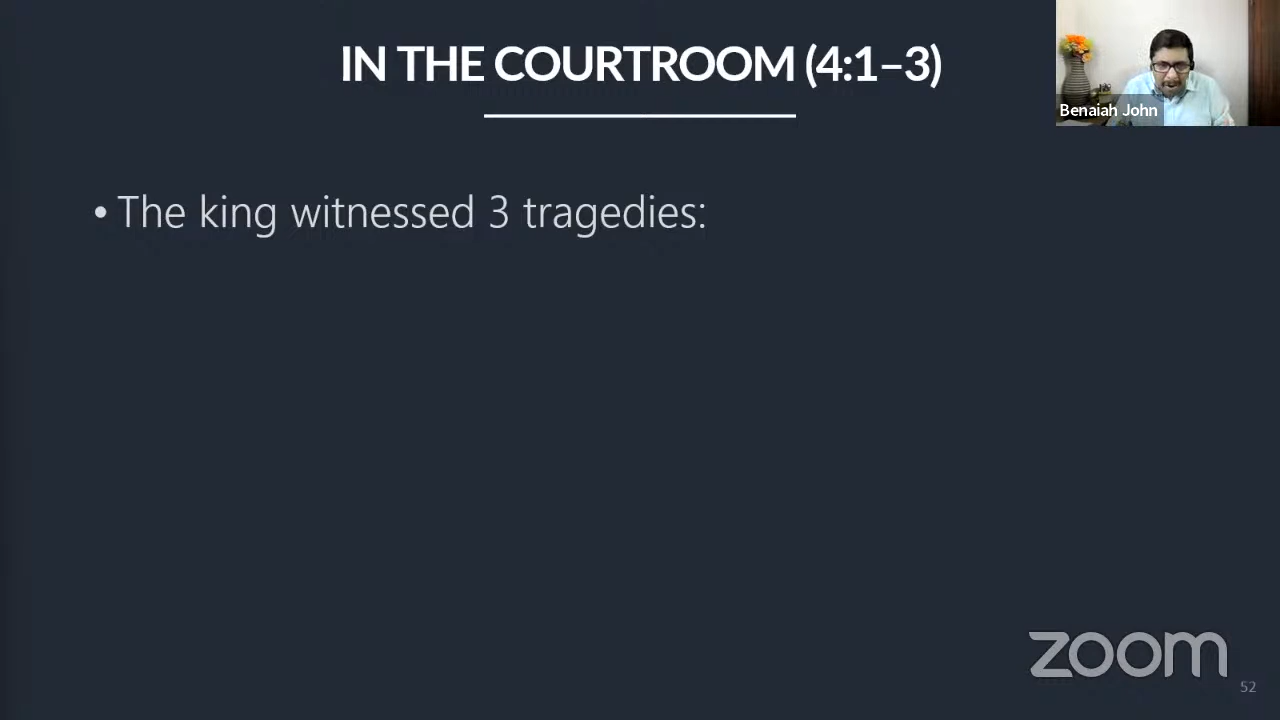 IN THE COURTROOM (4:1–3)
Benaiah John
• The king witnessed 3 tragedies:
zoom
52